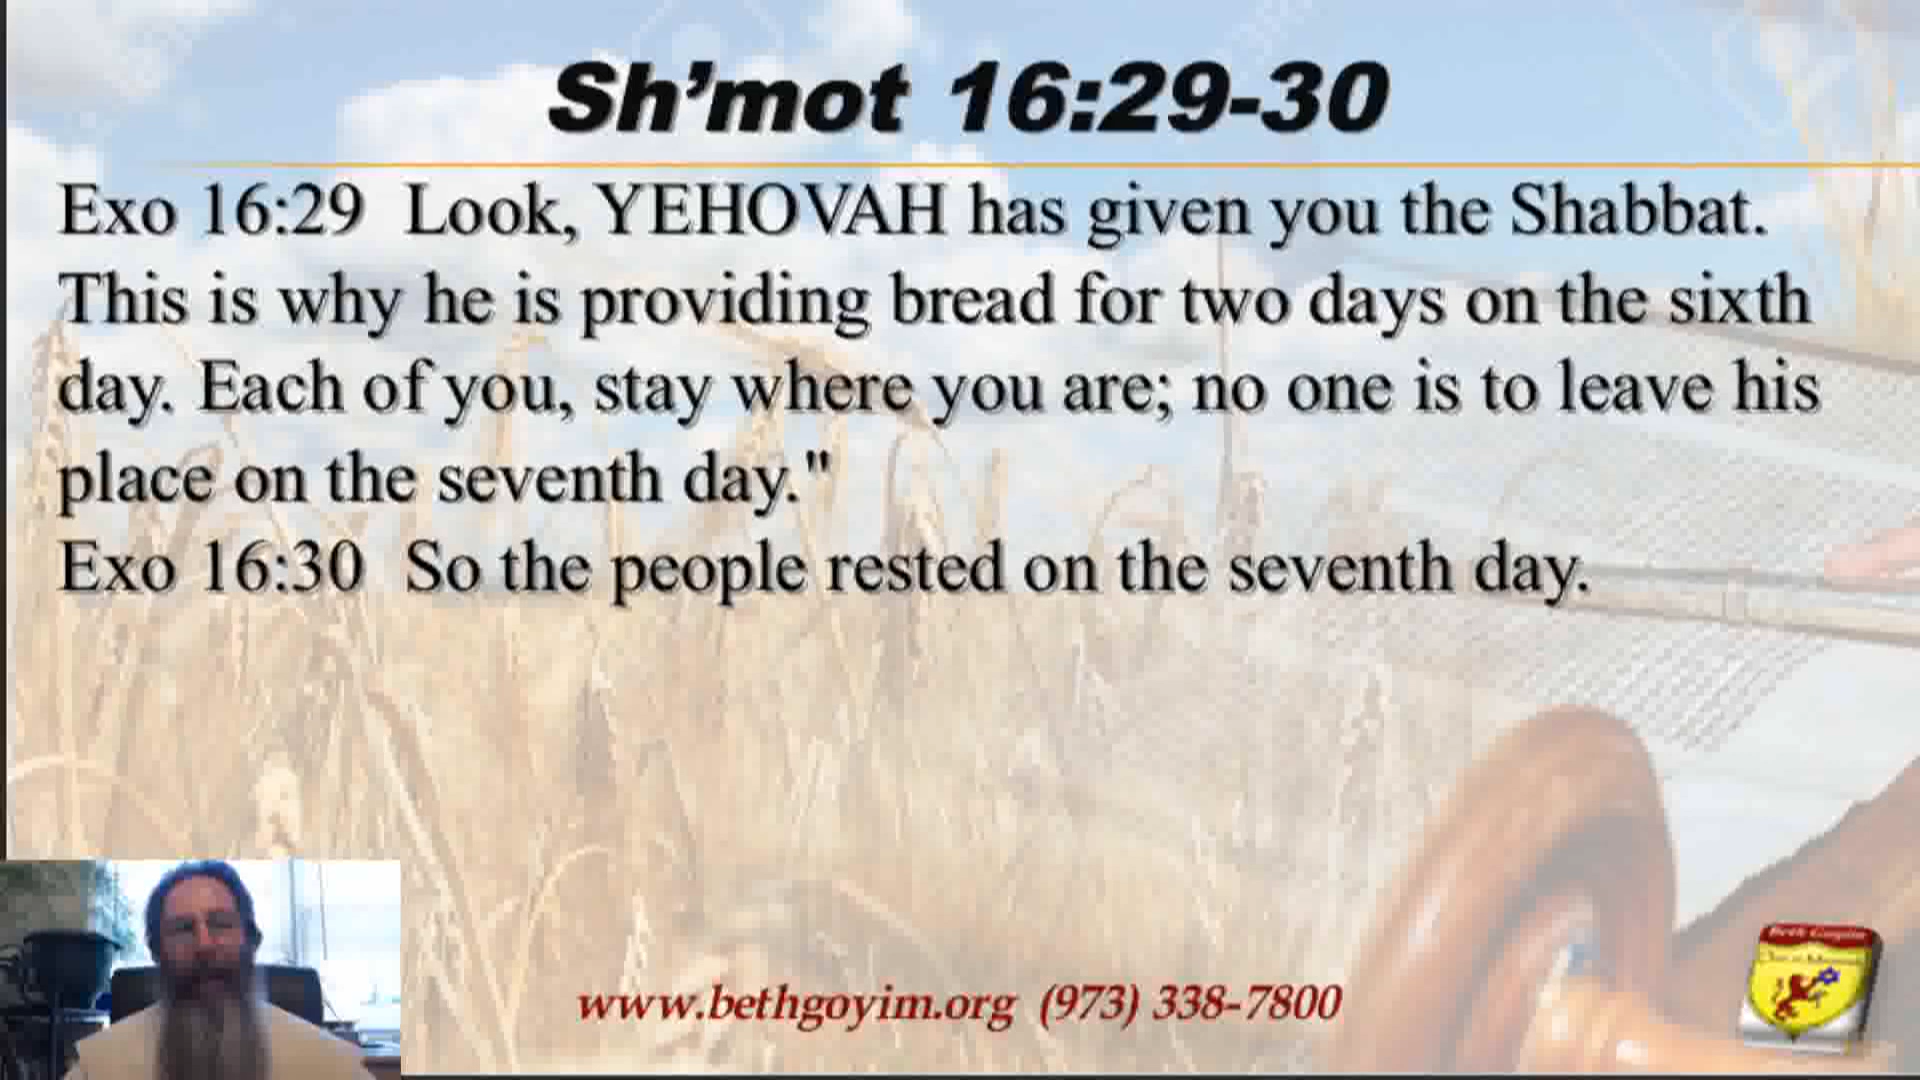 Sh’mot 16:29-30
Exo 16:29 Look, YEHOVAH has given you the Shabbat.
This is why he is providing bread for two days on the sixth
day. Each of you, stay where you are; no one is to leave his
place on the seventh day."
Exo 16:30 So the people rested on the seventh day.
www.bethgoyim.org (973) 338-7800
Beth Goyim